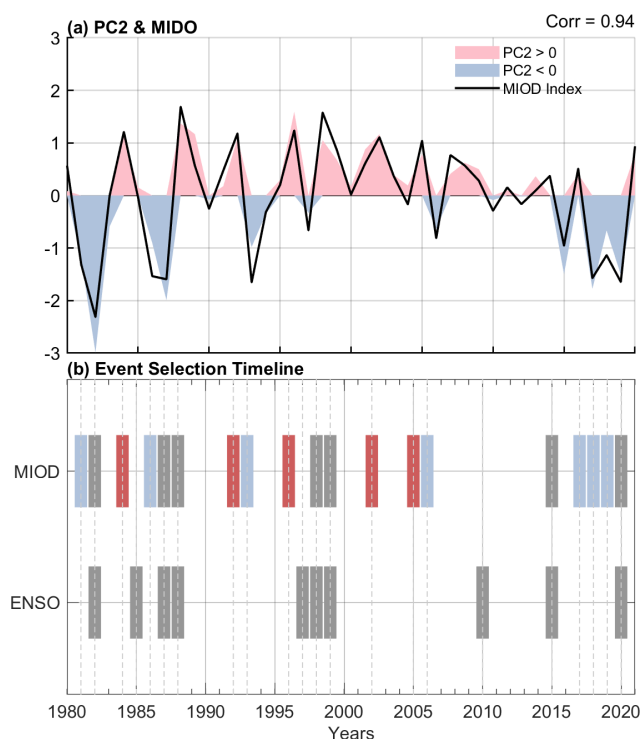 (a) PC2 & MIDO
Corr = 0.94
3
2
1
0
-1
-2
-3
PC2 > 0
PC2 < 0
MIOD Index
(b) Event Selection Timeline
MIOD
ENSO
1980
1985
1990
1995
2000
2005
2010
2015
2020
Years